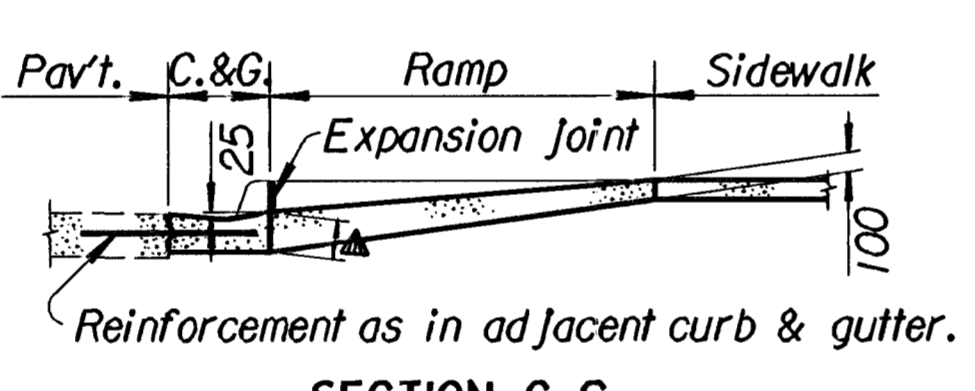 Pav't. C.&G. Ramp Sidewalk
25
Expansion joint
100
Reinforcement as in adjacent curb & gutter.